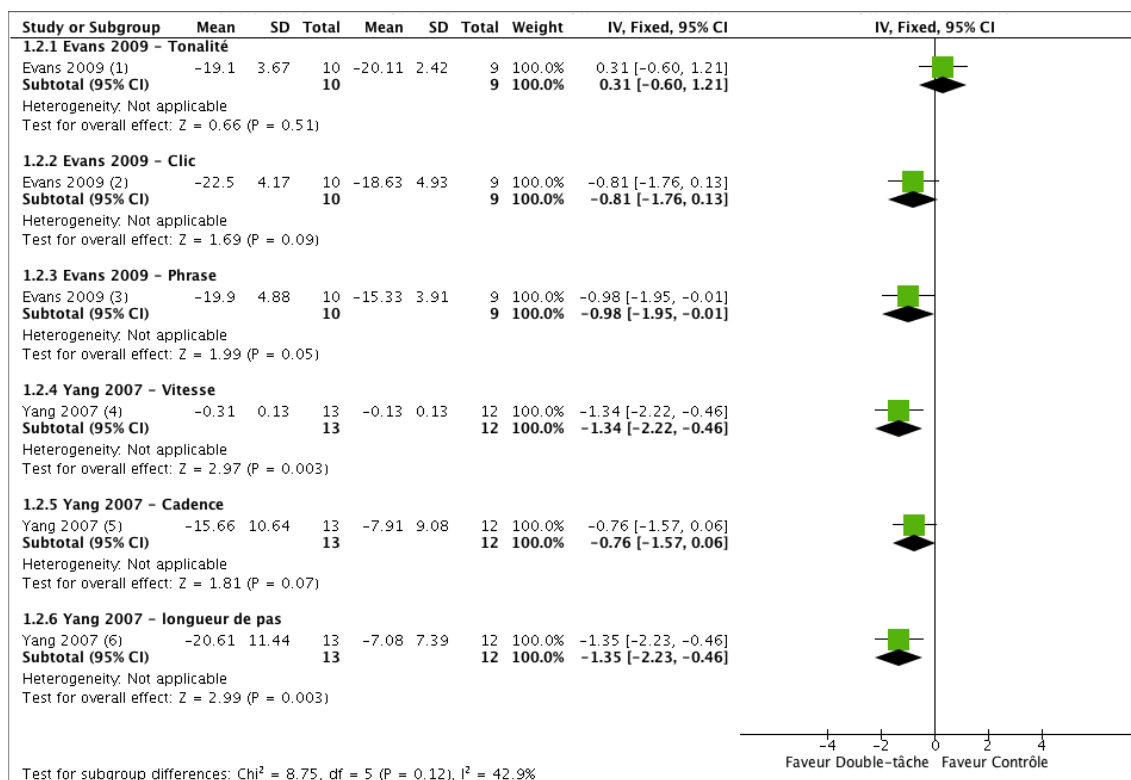 Study or Subgroup Mean SD Total Mean SD Total Weight IV, Fixed, 95% CI IV, Fixed, 95% CI
1.2.1 Evans 2009 – Tonalité
Evans 2009 (1) −19.1 3.67 10 −20.11 2.42 9 100.0% 0.31 [−0.60, 1.21]
Subtotal (95% CI) 10 9 100.0% 0.31 [−0.60, 1.21]
Heterogeneity: Not applicable
Test for overall effect: Z = 0.66 (P = 0.51)
1.2.2 Evans 2009 – Clic
Evans 2009 (2) −22.5 4.17 10 −18.63 4.93 9 100.0% −0.81 [−1.76, 0.13]
Subtotal (95% CI) 10 9 100.0% −0.81 [−1.76, 0.13]
Heterogeneity: Not applicable
Test for overall effect: Z = 1.69 (P = 0.09)
1.2.3 Evans 2009 – Phrase
Evans 2009 (3) −19.9 4.88 10 −15.33 3.91 9 100.0% −0.98 [−1.95, −0.01]
Subtotal (95% CI) 10 9 100.0% −0.98 [−1.95, −0.01]
Heterogeneity: Not applicable
Test for overall effect: Z = 1.99 (P = 0.05)
1.2.4 Yang 2007 – Vitesse
Yang 2007 (4) −0.31 0.13 13 −0.13 0.13 12 100.0% −1.34 [−2.22, −0.46]
Subtotal (95% CI) 13 12 100.0% −1.34 [−2.22, −0.46]
Heterogeneity: Not applicable
Test for overall effect: Z = 2.97 (P = 0.003)
1.2.5 Yang 2007 – Cadence
Yang 2007 (5) −15.66 10.64 13 −7.91 9.08 12 100.0% −0.76 [−1.57, 0.06]
Subtotal (95% CI) 13 12 100.0% −0.76 [−1.57, 0.06]
Heterogeneity: Not applicable
Test for overall effect: Z = 1.81 (P = 0.07)
1.2.6 Yang 2007 – longueur de pas
Yang 2007 (6) −20.61 11.44 13 −7.08 7.39 12 100.0% −1.35 [−2.23, −0.46]
Subtotal (95% CI) 13 12 100.0% −1.35 [−2.23, −0.46]
Heterogeneity: Not applicable
Test for overall effect: Z = 2.99 (P = 0.003)
−4 −2 0 2 4
Faveur Double-tâche Faveur Contrôle
Test for subgroup differences: Chi² = 8.75, df = 5 (P = 0.12), I² = 42.9%